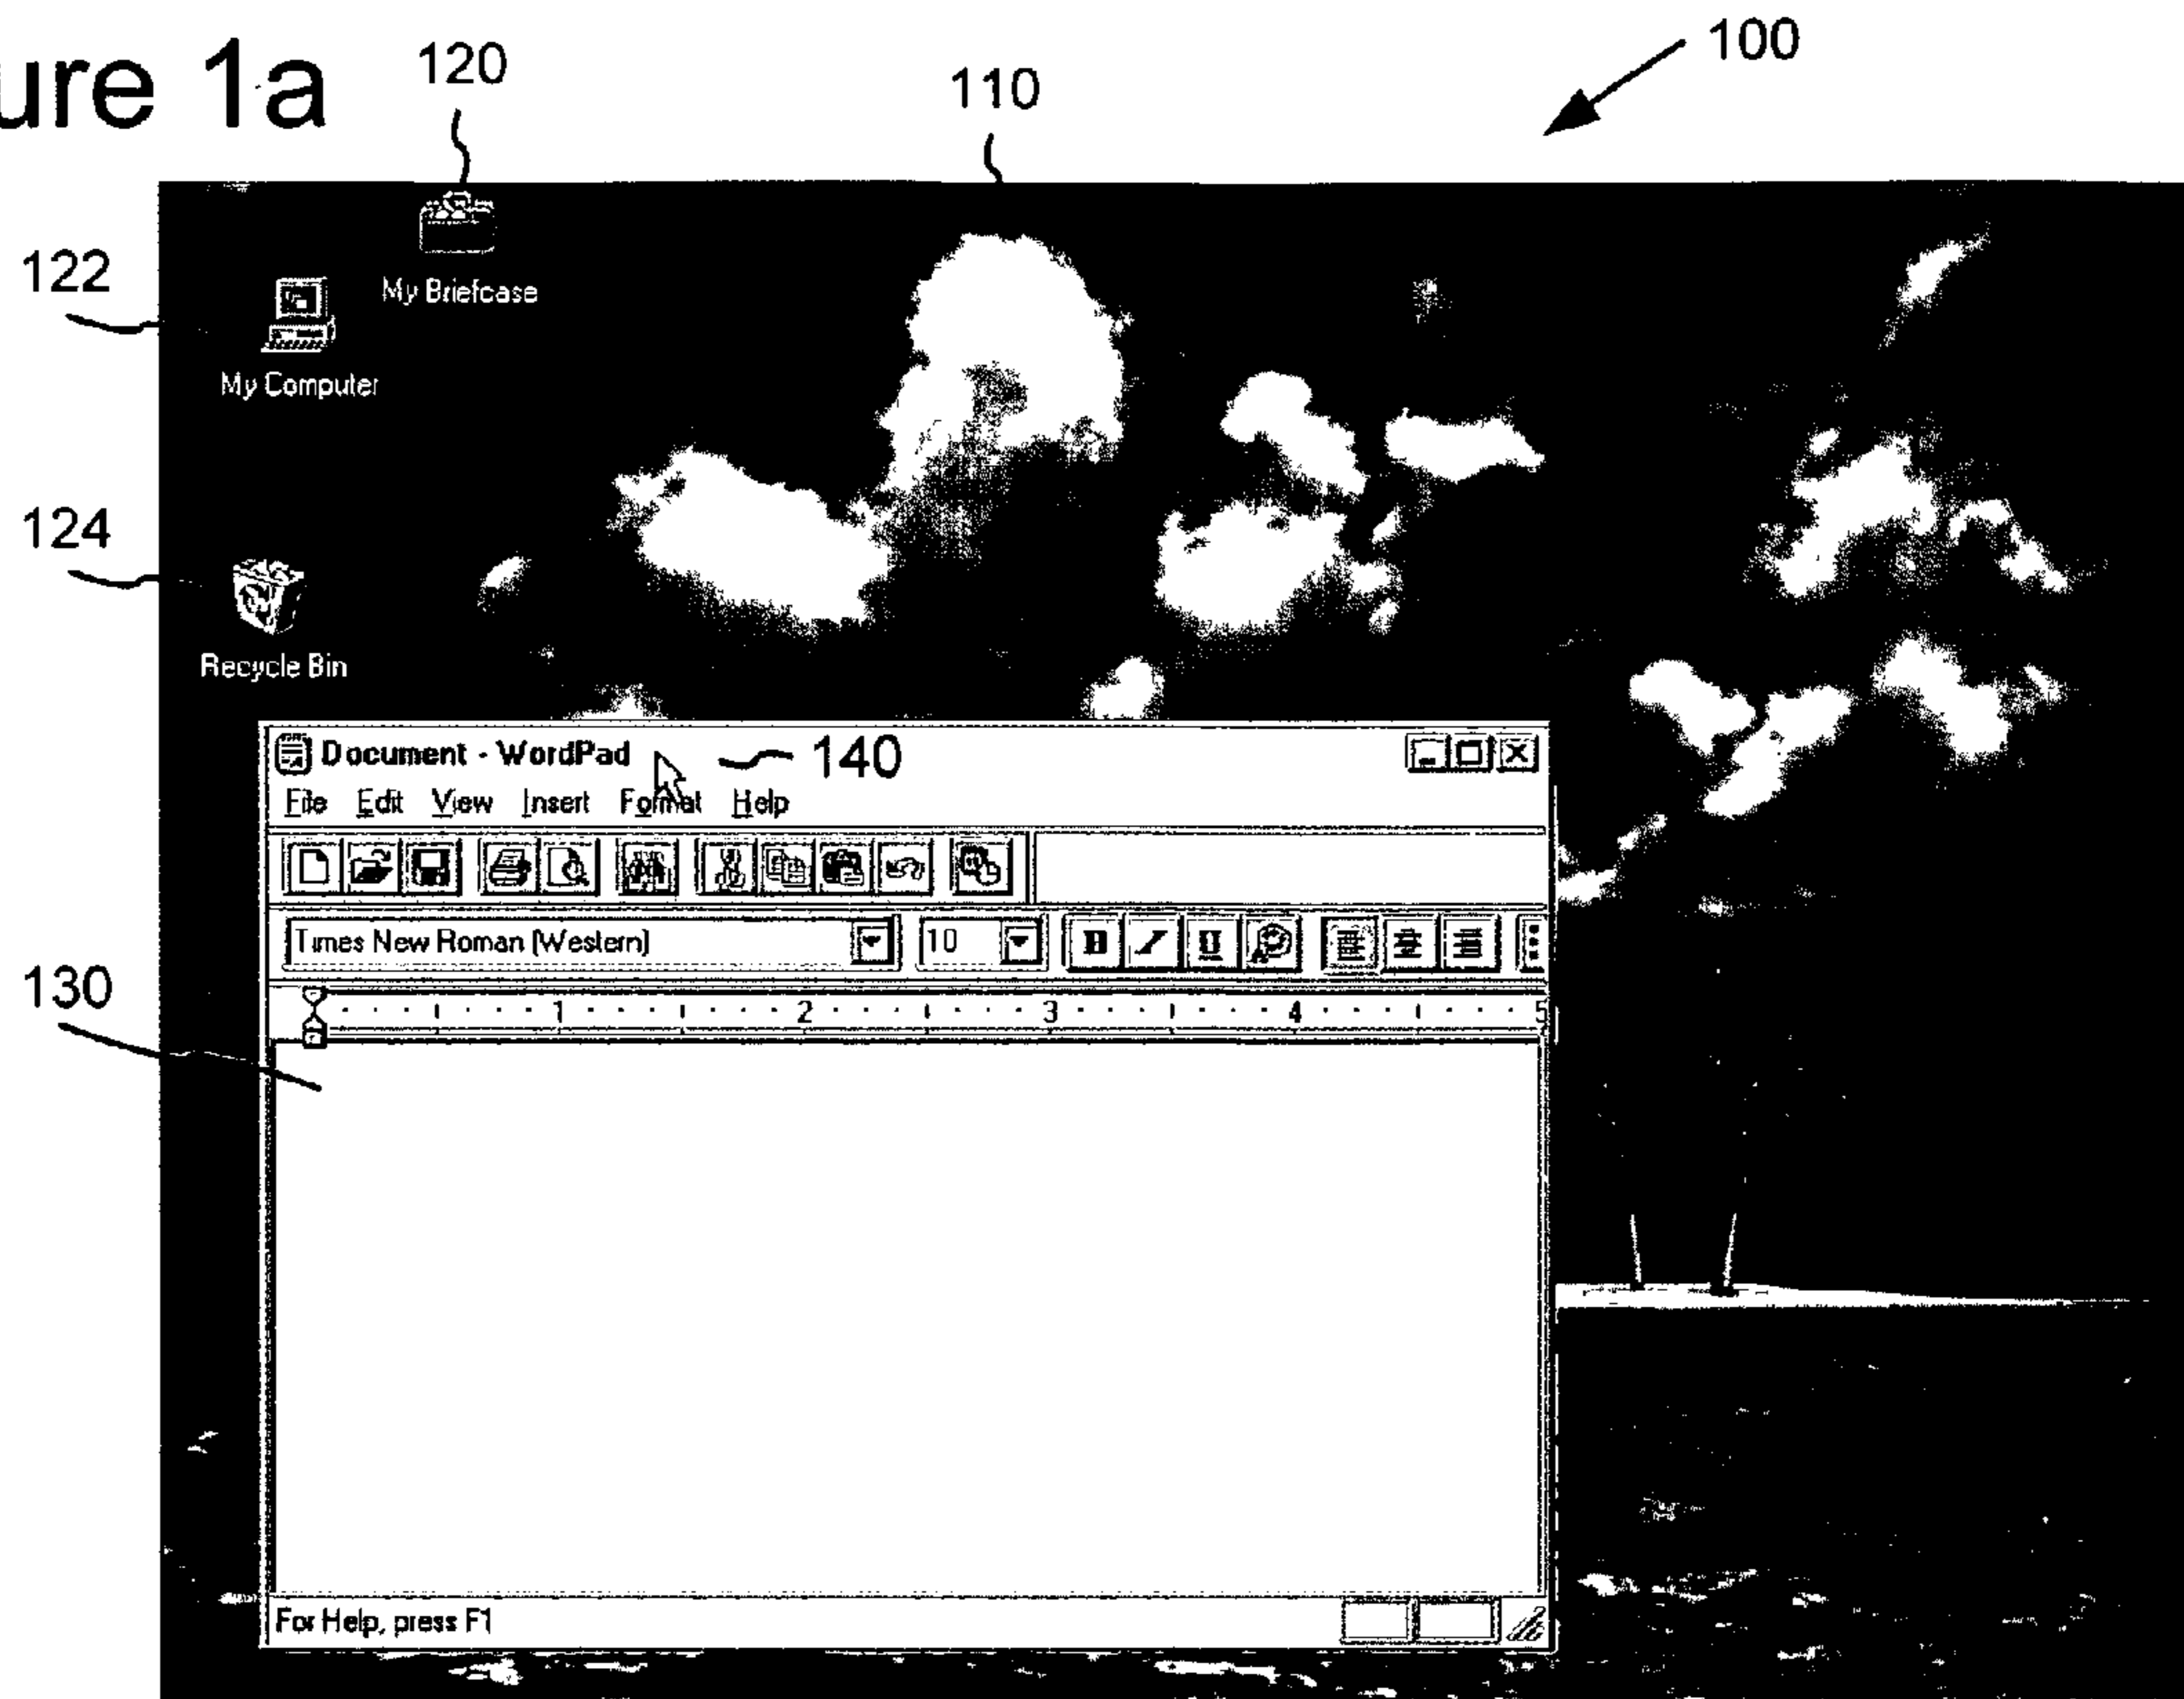 ure 1a
120
110
100
122
My Briefcase
My Computer
124
Recycle Bin
Document - WordPad
140
File Edit View Insert Format Help
Times New Roman (Western) 10 B I U
130
1 2 3 4 5
For Help, press F1